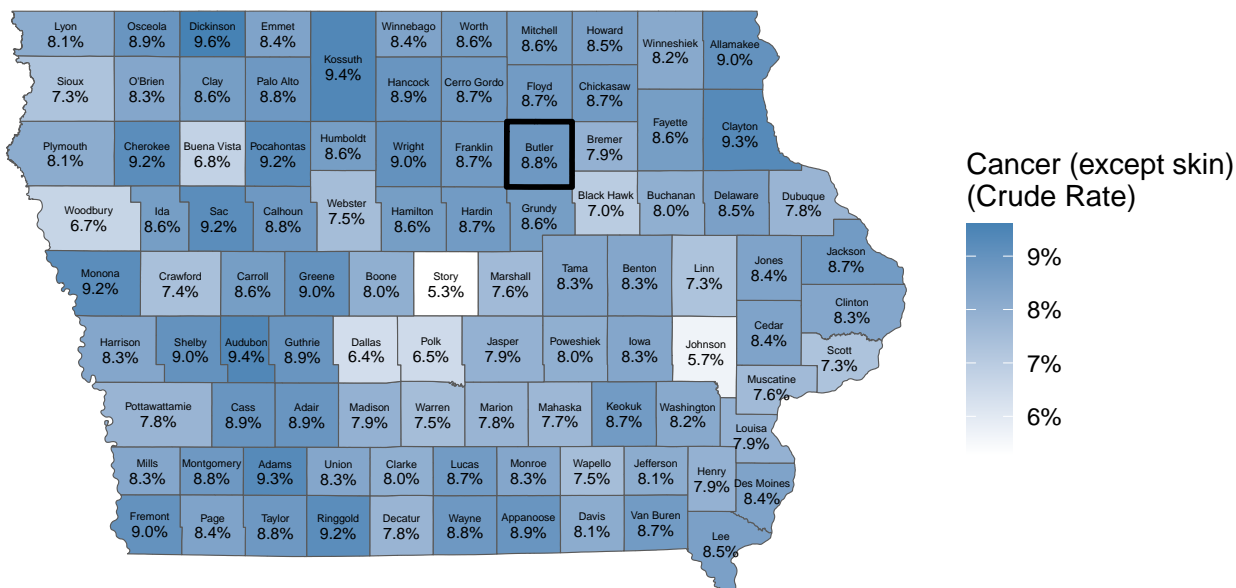 Lyon
8.1%
Osceola
8.9%
Dickinson
9.6%
Emmet
8.4%
Kossuth
9.4%
Winnebago
8.4%
Worth
8.6%
Mitchell
8.6%
Howard
8.5%
Winneshiek
8.2%
Allamakee
9.0%
Sioux
7.3%
O'Brien
8.3%
Clay
8.6%
Palo Alto
8.8%
Hancock
8.9%
Cerro Gordo
8.7%
Floyd
8.7%
Chickasaw
8.7%
Fayette
8.6%
Clayton
9.3%
Plymouth
8.1%
Cherokee
9.2%
Buena Vista
6.8%
Pocahontas
9.2%
Humboldt
8.6%
Wright
9.0%
Franklin
8.7%
Butler
8.8%
Bremer
7.9%
Woodbury
6.7%
Ida
8.6%
Sac
9.2%
Calhoun
8.8%
Webster
7.5%
Hamilton
8.6%
Hardin
8.7%
Grundy
8.6%
Black Hawk
7.0%
Buchanan
8.0%
Delaware
8.5%
Dubuque
7.8%
Monona
9.2%
Crawford
7.4%
Carroll
8.6%
Greene
9.0%
Boone
8.0%
Story
5.3%
Marshall
7.6%
Tama
8.3%
Benton
8.3%
Linn
7.3%
Jones
8.4%
Jackson
8.7%
Clinton
8.3%
Harrison
8.3%
Shelby
9.0%
Audubon
9.4%
Guthrie
8.9%
Dallas
6.4%
Polk
6.5%
Jasper
7.9%
Poweshiek
8.0%
Iowa
8.3%
Johnson
5.7%
Cedar
8.4%
Scott
7.3%
Muscatine
7.6%
Pottawattamie
7.8%
Cass
8.9%
Adair
8.9%
Madison
7.9%
Warren
7.5%
Marion
7.8%
Mahaska
7.7%
Keokuk
8.7%
Washington
8.2%
Louisa
7.9%
Mills
8.3%
Montgomery
8.8%
Adams
9.3%
Union
8.3%
Clarke
8.0%
Lucas
8.7%
Monroe
8.3%
Wapello
7.5%
Jefferson
8.1%
Henry
7.9%
Des Moines
8.4%
Fremont
9.0%
Page
8.4%
Taylor
8.8%
Ringgold
9.2%
Decatur
7.8%
Wayne
8.8%
Appanoose
8.9%
Davis
8.1%
Van Buren
8.7%
Lee
8.5%
Cancer (except skin)
(Crude Rate)
9%
8%
7%
6%